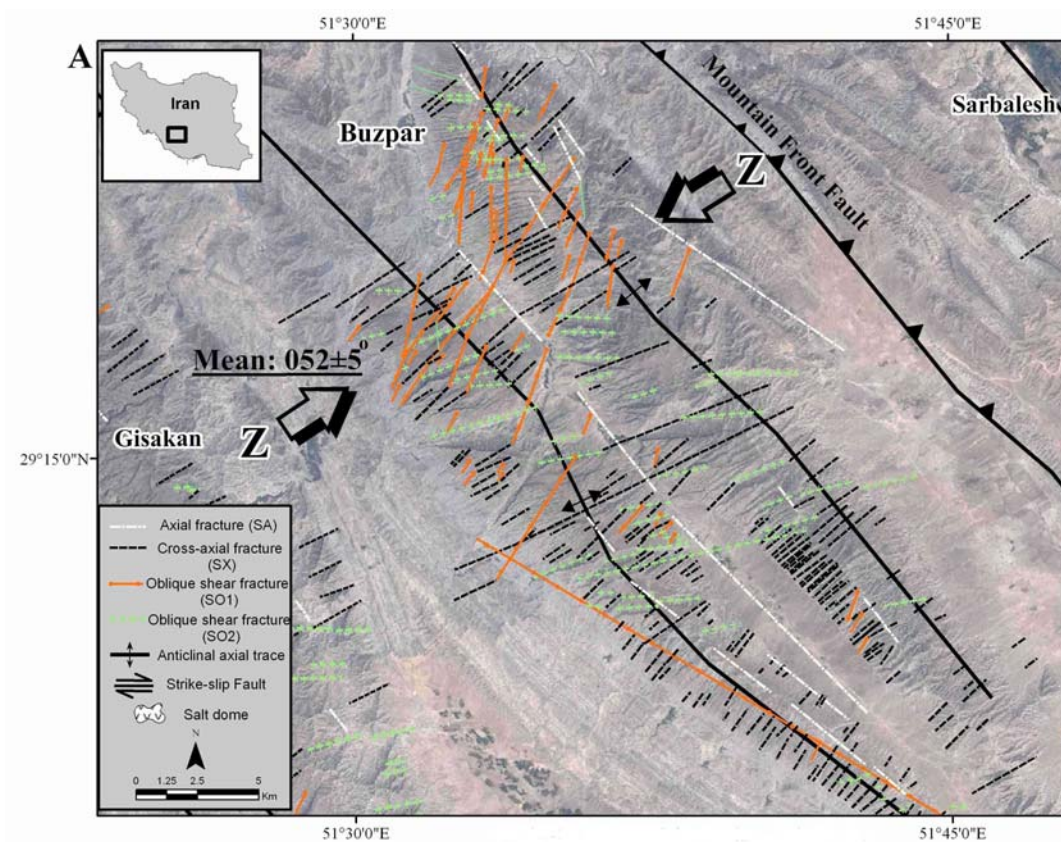 51°30'0"E
51°45'0"E
A
Iran
Buzpar
Mountain Front Fault
Sarbalesh
Z
Mean: 052±5°
Z
Gisakan
29°15'0"N
Axial fracture (SA)
Cross-axial fracture
(SX)
Oblique shear fracture
(SO1)
Oblique shear fracture
(SO2)
Anticlinal axial trace
Strike-slip Fault
Salt dome
N
0 1.25 2.5 5
Km
51°30'0"E
51°45'0"E